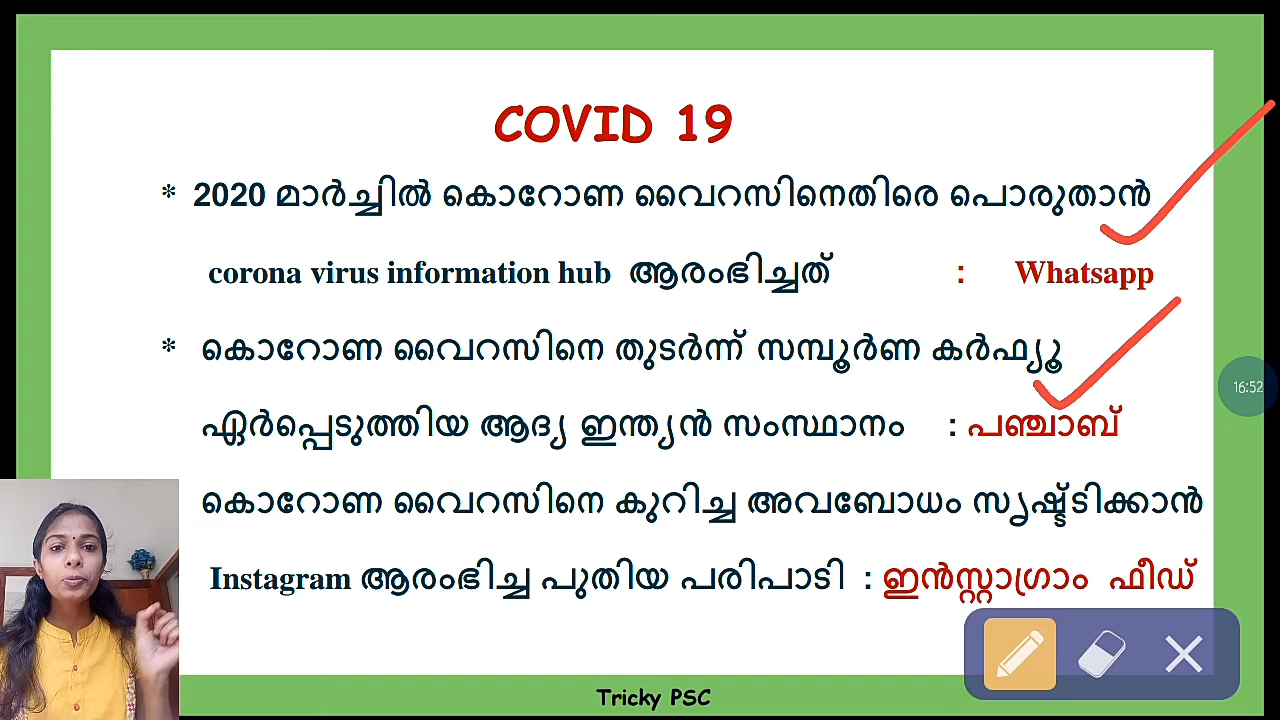 COVID 19
* 2020 മാർച്ചിൽ കൊറോണ വൈറസിനെതിരെ പൊരുതാൻ
corona virus information hub ആരംഭിച്ചത് : Whatsapp
* കൊറോണ വൈറസിനെ തുടർന്ന് സമ്പൂർണ കർഫ്യൂ
ഏർപ്പെടുത്തിയ ആദ്യ ഇന്ത്യൻ സംസ്ഥാനം : പഞ്ചാബ്
കൊറോണ വൈറസിനെ കുറിച്ച അവബോധം സൃഷ്ട്ടിക്കാൻ
Instagram ആരംഭിച്ച പുതിയ പരിപാടി : ഇൻസ്റ്റാഗ്രാം ഫീഡ്
16:52
Tricky PSC